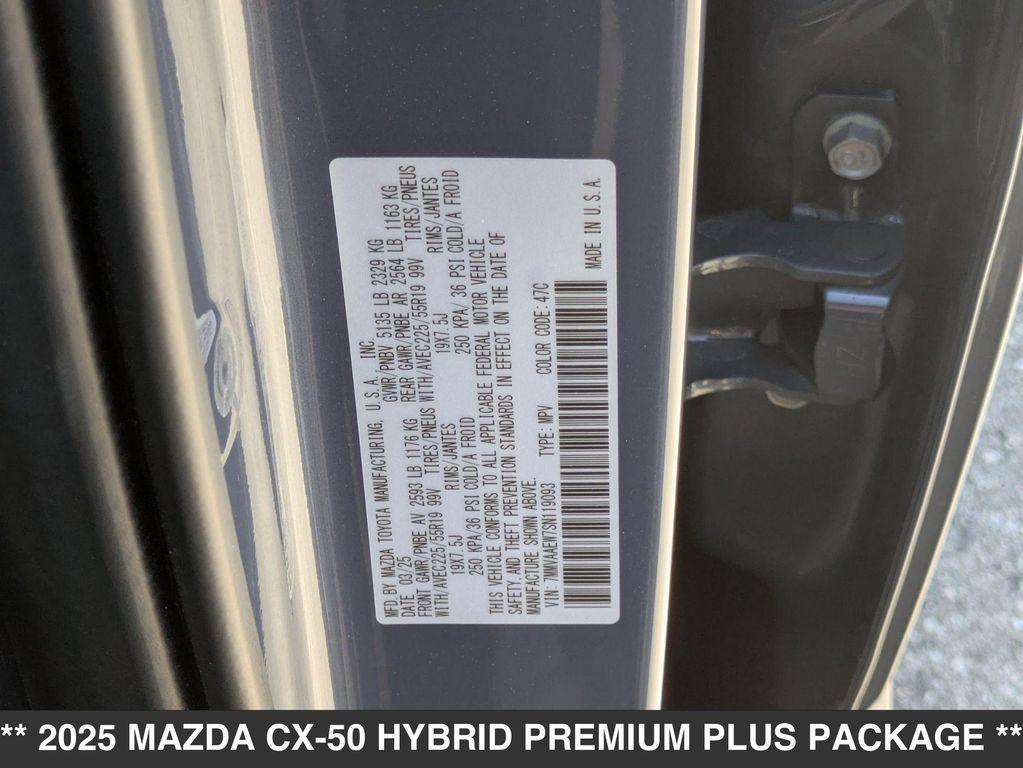 MFD.BY MAZDA TOYOTA MANUFACTURING, U.S.A., INC.
DATE 03/25 GVWR/PNBV 5135 LB 2329 KG
FRONT GAWR/PNBE AV 2593 LB 1176 KG REAR GAWR/PNBE AR 2564 LB 1163 KG
WITH/AVEC225/55R19 99V TIRES/PNEUS WITH/AVEC225/55R19 99V TIRES/PNEUS
19X7.5J RIMS/JANTES 19X7.5J RIMS/JANTES
250 KPA/36 PSI COLD/A FROID 250 KPA/ 36 PSI COLD/A FROID
THIS VEHICLE CONFORMS TO ALL APPLICABLE FEDERAL MOTOR VEHICLE
SAFETY, AND THEFT PREVENTION STANDARDS IN EFFECT ON THE DATE OF
MANUFACTURE SHOWN ABOVE.
VIN: 7MMVAAEW7SN119093 TYPE: MPV COLOR CODE: 47C
MADE IN U.S.A.
** 2025 MAZDA CX-50 HYBRID PREMIUM PLUS PACKAGE **